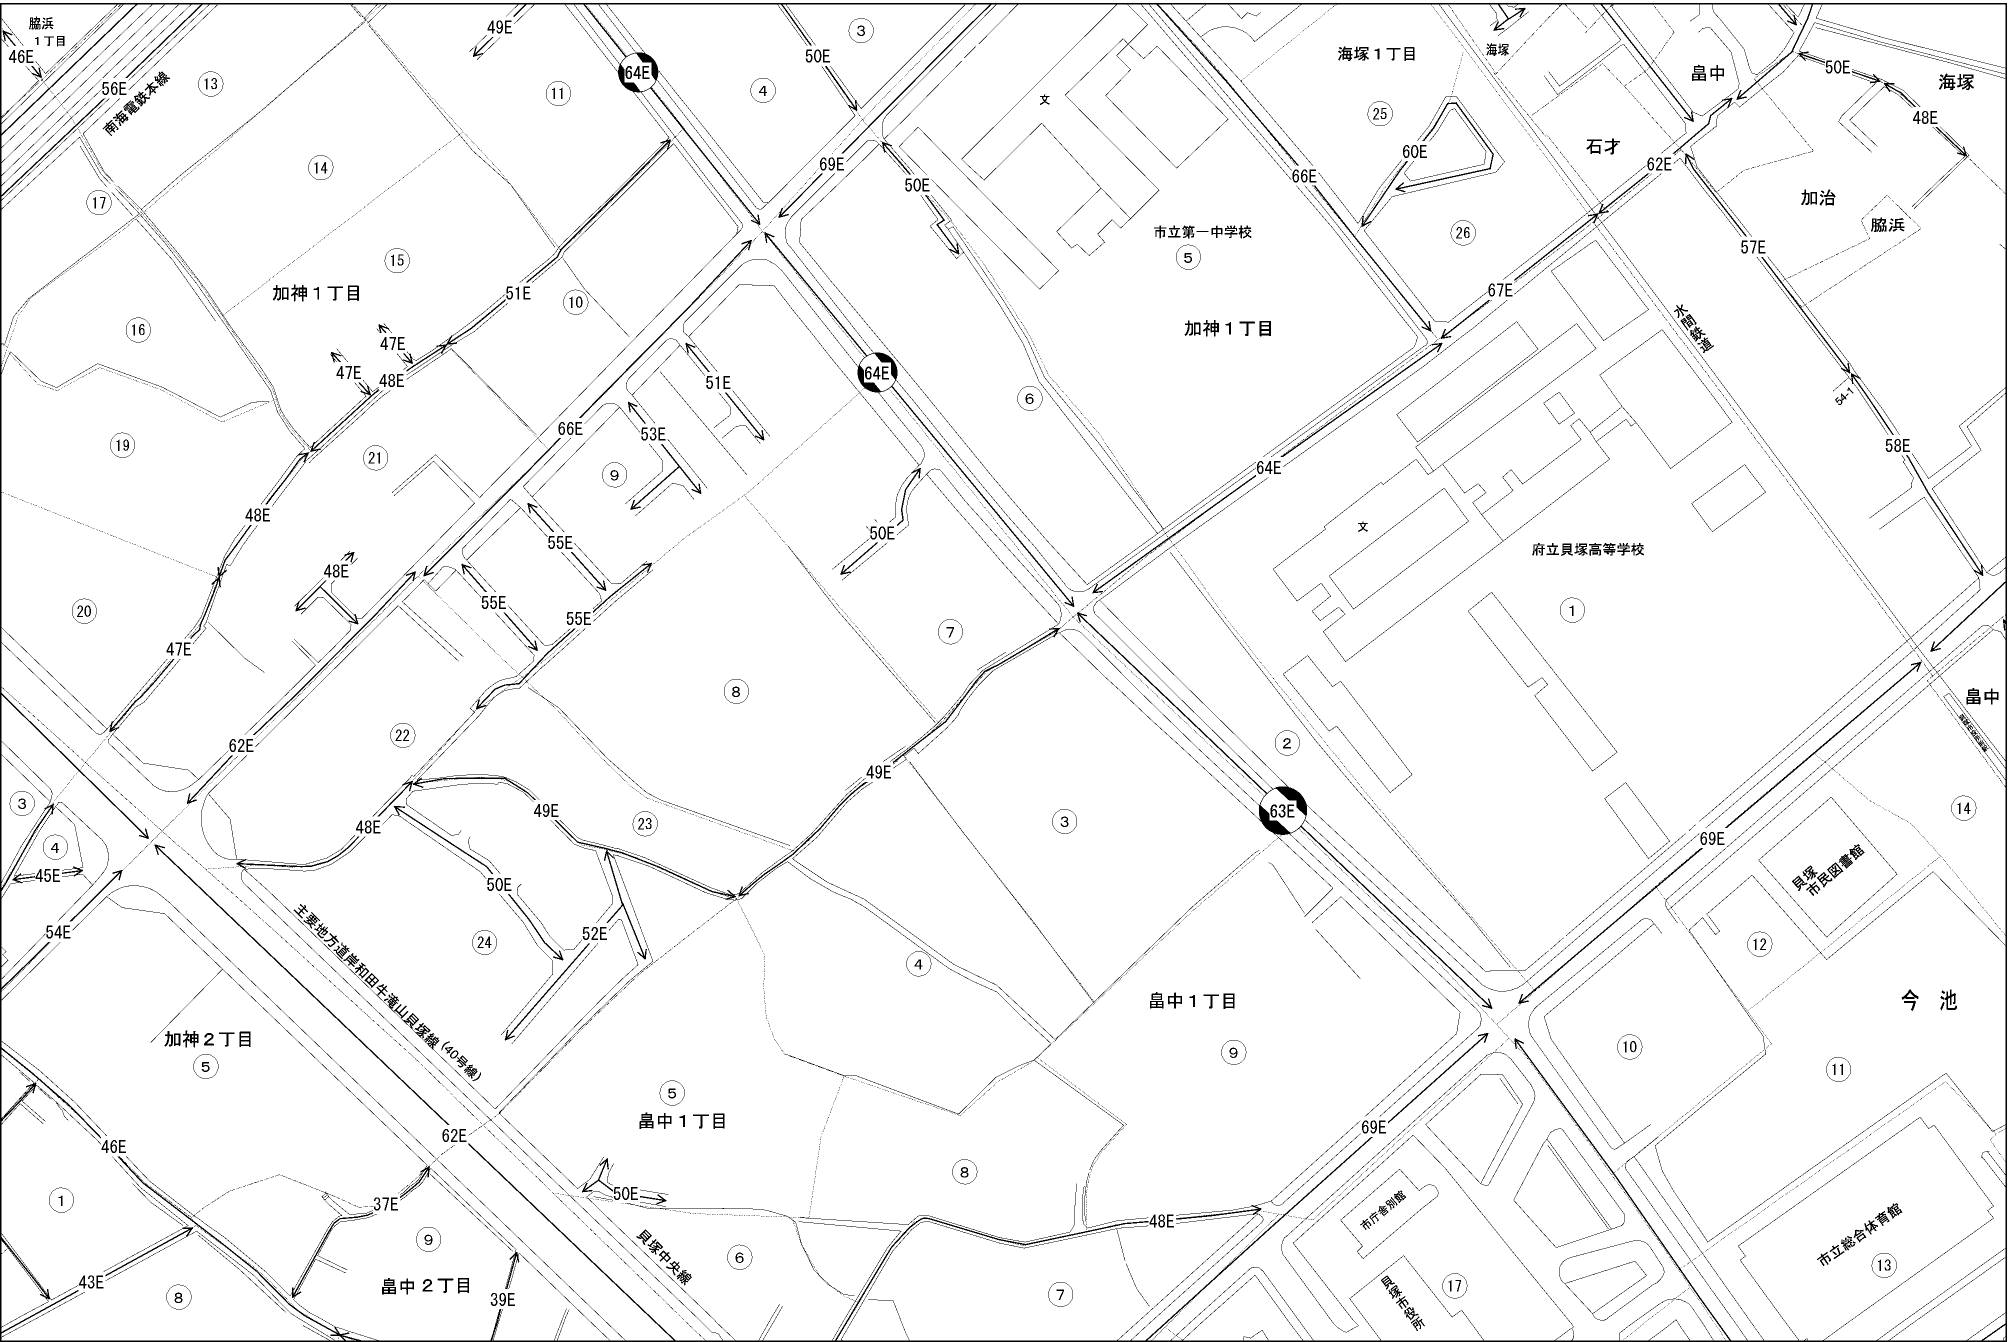 脇浜
１丁目
46E
56E
南海電鉄本線
13
49E
64E
50E
3
海塚１丁目
海塚
畠中
50E
海塚
11
4
文
25
48E
14
69E
50E
60E
石才
62E
17
66E
加治
脇浜
市立第一中学校
5
26
57E
15
加神１丁目
51E
10
67E
水間鉄道
16
47E
加神１丁目
47E
48E
51E
64E
6
54-1
19
21
66E
53E
9
64E
58E
48E
50E
文
府立貝塚高等学校
55E
48E
20
55E
55E
1
47E
7
8
畠中
62E
22
2
49E
3
4
48E
49E
23
3
63E
69E
14
45E
50E
貝塚
市民図書館
54E
24
52E
4
12
主要地方道岸和田牛滝山貝塚線(40号線)
畠中１丁目
今池
加神２丁目
5
9
10
11
5
畠中１丁目
46E
62E
69E
8
1
50E
37E
48E
市庁舎別館
市立総合体育館
9
貝塚中央線
6
13
43E
8
畠中２丁目
39E
7
貝塚市役所
17